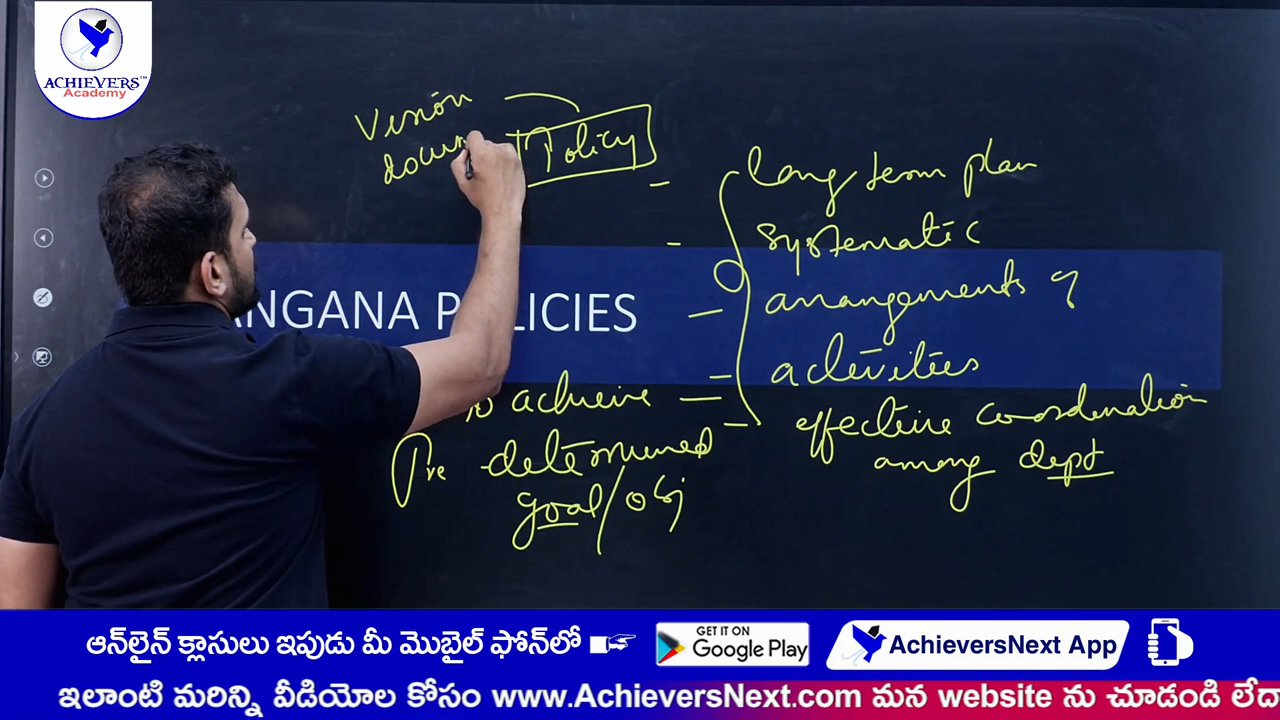 ACHIEVERS™
Academy
Vision
docum
Policy
long term plan
systematic
ANGANA P LICIES
arrangements of
activities
to achieve
effective coordination
Pre determined
among dept
goal/obj
ఆన్‌లైన్ క్లాసులు ఇపుడు మీ మొబైల్ ఫోన్‌లో
GET IT ON
Google Play
AchieversNext App
ఇలాంటి మరిన్ని వీడియోల కోసం www.AchieversNext.com మన website ను చూడండి లేదా